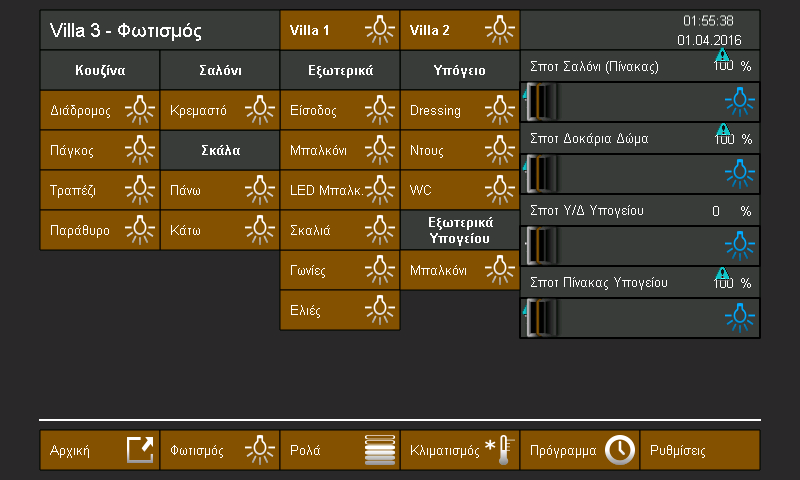 Villa 3 - Φωτισμός
Villa 1
Villa 2
01:55:38
01.04.2016
Κουζίνα
Σαλόνι
Εξωτερικά
Υπόγειο
Διάδρομος
Κρεμαστό
Είσοδος
Dressing
Πάγκος
Σκάλα
Μπαλκόνι
Ντους
Τραπέζι
Πάνω
LED Μπαλκ.
WC
Παράθυρο
Κάτω
Σκαλιά
Εξωτερικά
Υπογείου
Γωνίες
Μπαλκόνι
Ελιές
Σποτ Σαλόνι (Πίνακας)
100 %
Σποτ Δοκάρια Δώμα
100 %
Σποτ Υ/Δ Υπογείου
0 %
Σποτ Πίνακας Υπογείου
100 %
Αρχική
Φωτισμός
Ρολά
Κλιματισμός
Πρόγραμμα
Ρυθμίσεις